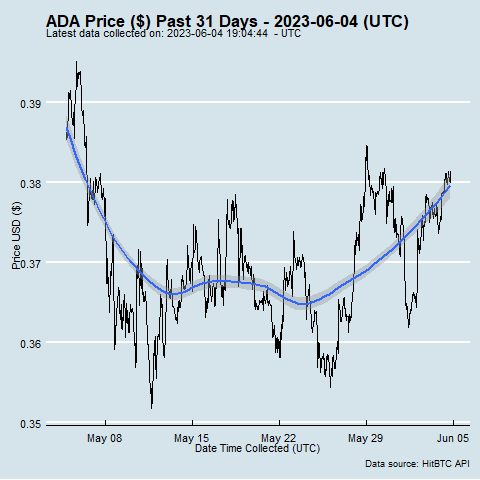 ADA Price ($) Past 31 Days - 2023-06-04 (UTC)
Latest data collected on: 2023-06-04 19:04:44 - UTC
0.39
0.38
0.37
0.36
0.35
Price USD ($)
May 08
May 15
May 22
May 29
Jun 05
Date Time Collected (UTC)
Data source: HitBTC API